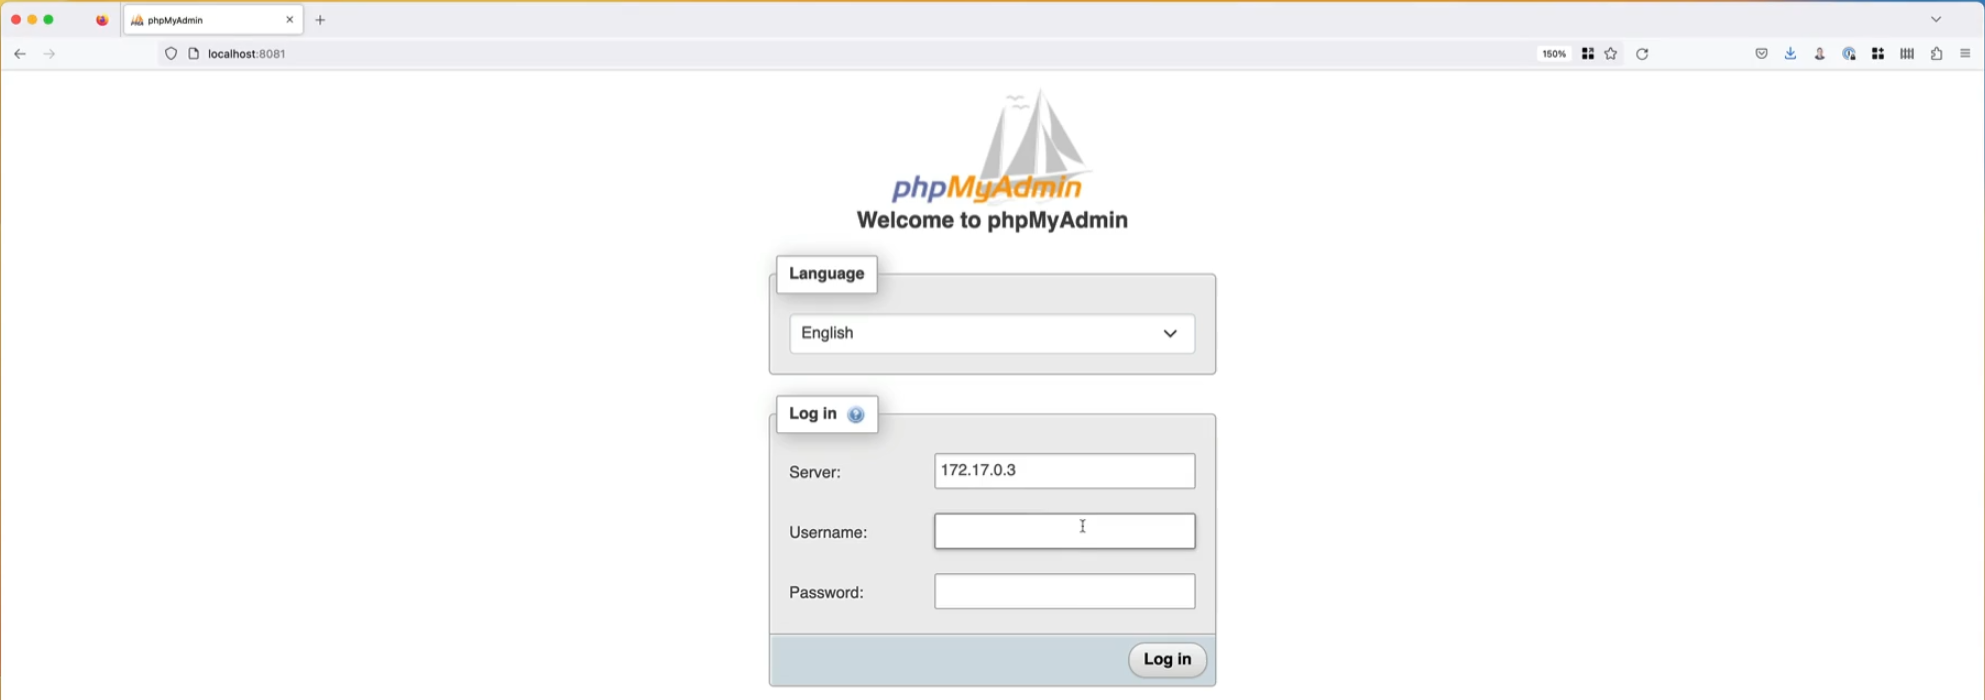 phpMyAdmin
localhost:8081
150%
phpMyAdmin
Welcome to phpMyAdmin
Language
English
Log in
Server:
172.17.0.3
Username:
Password:
Log in